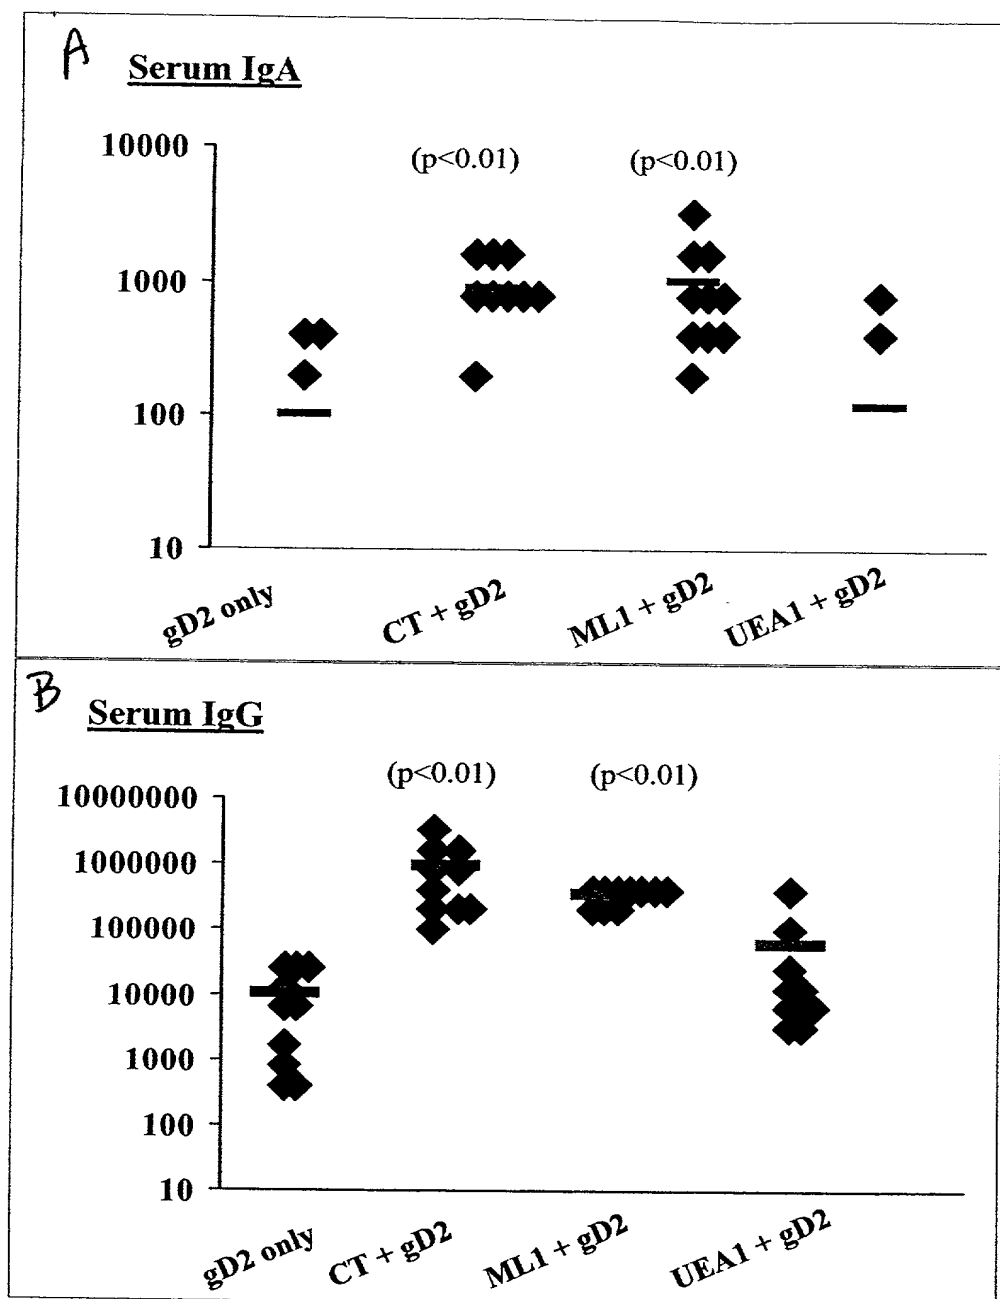 A
Serum IgA
10000
(p<0.01)
(p<0.01)
1000
100
10
gD2 only
CT + gD2
ML1 + gD2
UEA1 + gD2
B
Serum IgG
(p<0.01)
(p<0.01)
10000000
1000000
100000
10000
1000
100
10
gD2 only
CT + gD2
ML1 + gD2
UEA1 + gD2